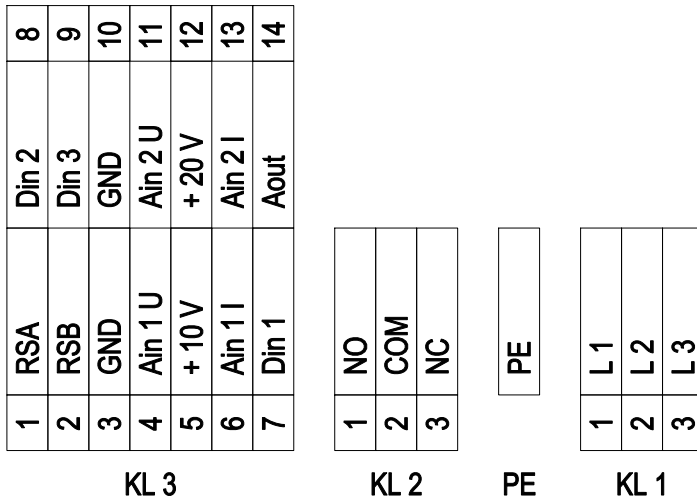 8 9 10 11 12 13 14
Din 2 Din 3 GND Ain 2 U + 20 V Ain 2 I Aout
RSA RSB GND Ain 1 U + 10 V Ain 1 I Din 1
1 2 3 4 5 6 7
KL 3
NO COM NC
1 2 3
KL 2
PE
PE
L 1 L 2 L 3
1 2 3
KL 1